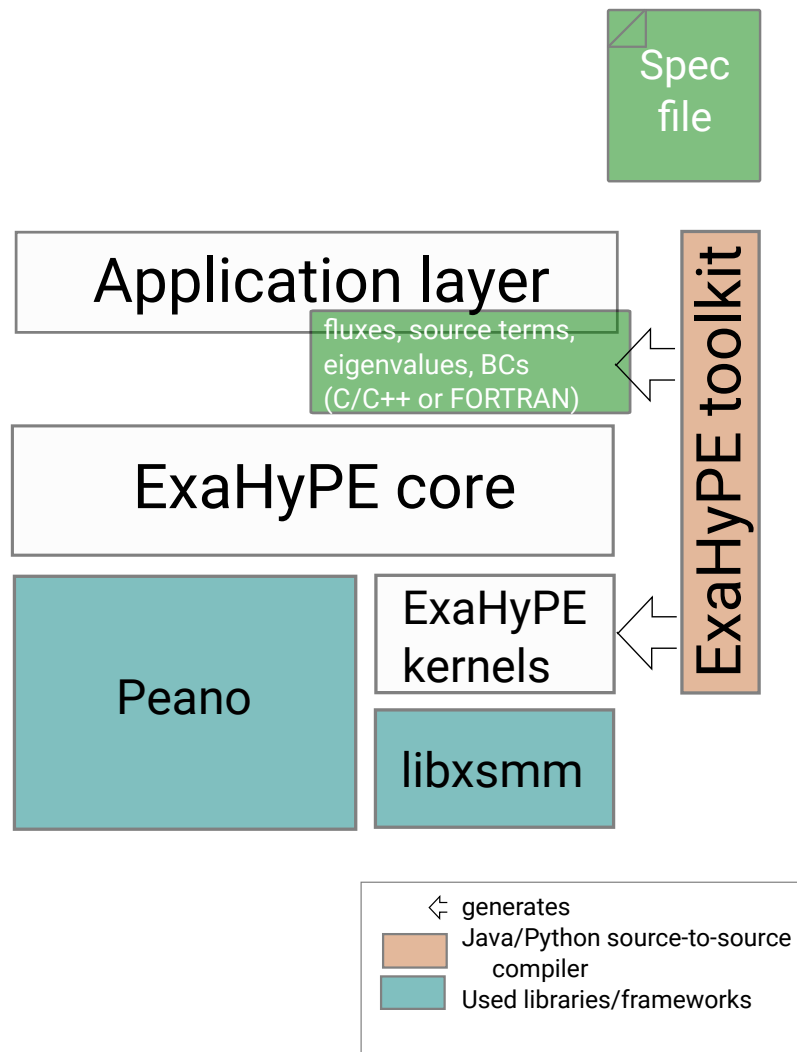 Spec
file
Application layer
fluxes, source terms,
eigenvalues, BCs
(C/C++ or FORTRAN)
ExaHyPE toolkit
ExaHyPE core
Peano
ExaHyPE
kernels
libxsmm
generates
Java/Python source-to-source
compiler
Used libraries/frameworks